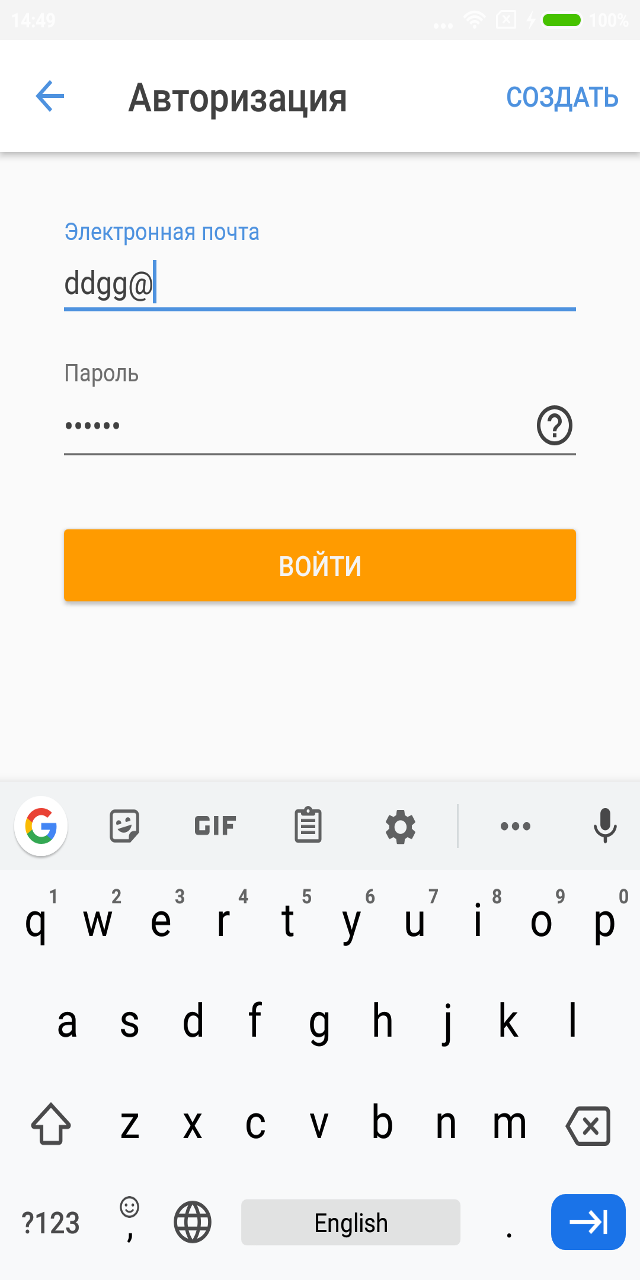 14:49 100%
Авторизация СОЗДАТЬ
Электронная почта
ddgg@
Пароль
••••••
ВОЙТИ
GIF
1 2 3 4 5 6 7 8 9 0
q w e r t y u i o p
a s d f g h j k l
z x c v b n m
?123 , English .